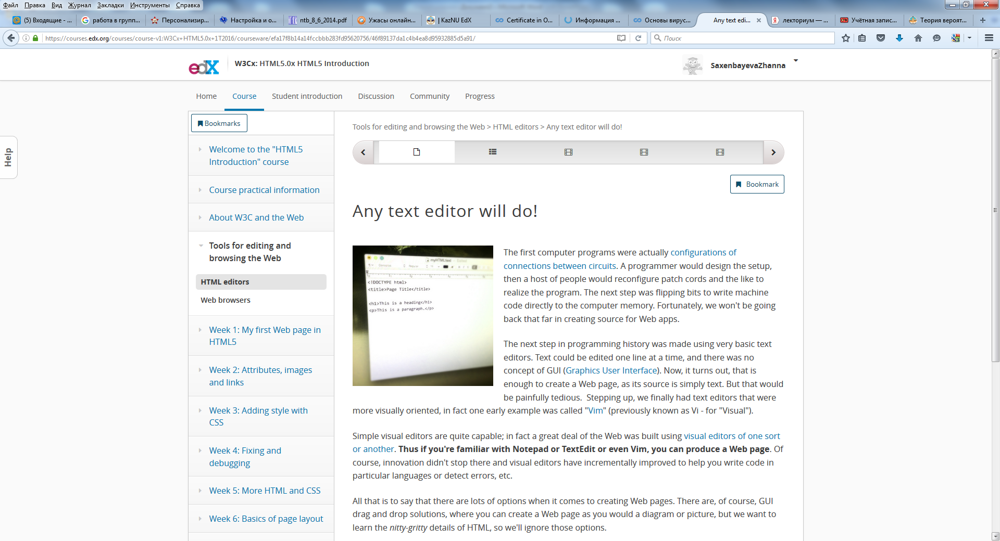 Файл Правка Вид Журнал Закладки Инструменты Справка
(5) Входящие - ...
работа в групп...
Персонализир...
Настройка и о...
ntb_8_6_2014.pdf
Ужасы онлайн...
| KazNU EdX
Certificate in O...
Информация ...
Основы вирус...
Any text edi...
лекториум — ...
Учётная запис...
Теория вероят...
https://courses.edx.org/courses/course-v1:W3Cx+HTML5.0x+1T2016/courseware/efa17f8b14a14fccbbb283fd95620756/46f89137da1c4b4ea8d95932885d5a91/
Поиск
edX
W3Cx: HTML5.0x HTML5 Introduction
SaxenbayevaZhanna
Home Course Student introduction Discussion Community Progress
Help
Bookmarks
Welcome to the "HTML5
Introduction" course
Course practical information
About W3C and the Web
Tools for editing and
browsing the Web
HTML editors
Web browsers
Week 1: My first Web page in
HTML5
Week 2: Attributes, images
and links
Week 3: Adding style with
CSS
Week 4: Fixing and
debugging
Week 5: More HTML and CSS
Week 6: Basics of page layout
Tools for editing and browsing the Web > HTML editors > Any text editor will do!
Bookmark
Any text editor will do!
myHTML.text
<!DOCTYPE html>
<title>Page Title</title>
<h1>This is a heading</h1>
<p>This is a paragraph.</p>
The first computer programs were actually configurations of
connections between circuits. A programmer would design the setup,
then a host of people would reconfigure patch cords and the like to
realize the program. The next step was flipping bits to write machine
code directly to the computer memory. Fortunately, we won't be going
back that far in creating source for Web apps.
The next step in programming history was made using very basic text
editors. Text could be edited one line at a time, and there was no
concept of GUI (Graphics User Interface). Now, it turns out, that is
enough to create a Web page, as its source is simply text. But that would
be painfully tedious. Stepping up, we finally had text editors that were
more visually oriented, in fact one early example was called "Vim" (previously known as Vi - for "Visual").
Simple visual editors are quite capable; in fact a great deal of the Web was built using visual editors of one sort
or another. Thus if you're familiar with Notepad or TextEdit or even Vim, you can produce a Web page. Of
course, innovation didn't stop there and visual editors have incrementally improved to help you write code in
particular languages or detect errors, etc.
All that is to say that there are lots of options when it comes to creating Web pages. There are, of course, GUI
drag and drop solutions, where you can create a Web page as you would a diagram or picture, but we want to
learn the nitty-gritty details of HTML, so we'll ignore those options.